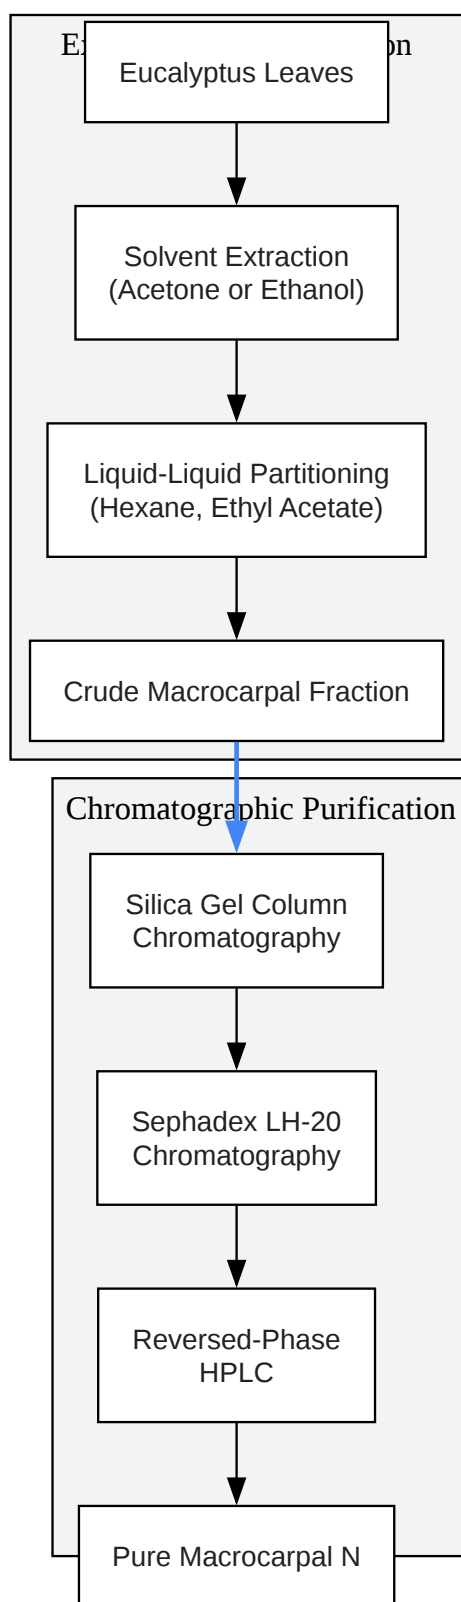 Eucalyptus Leaves
Solvent Extraction
(Acetone or Ethanol)
Liquid-Liquid Partitioning
(Hexane, Ethyl Acetate)
Crude Macrocarpal Fraction
Chromatographic Purification
Silica Gel Column
Chromatography
Sephadex LH-20
Chromatography
Reversed-Phase
HPLC
Pure Macrocarpal N